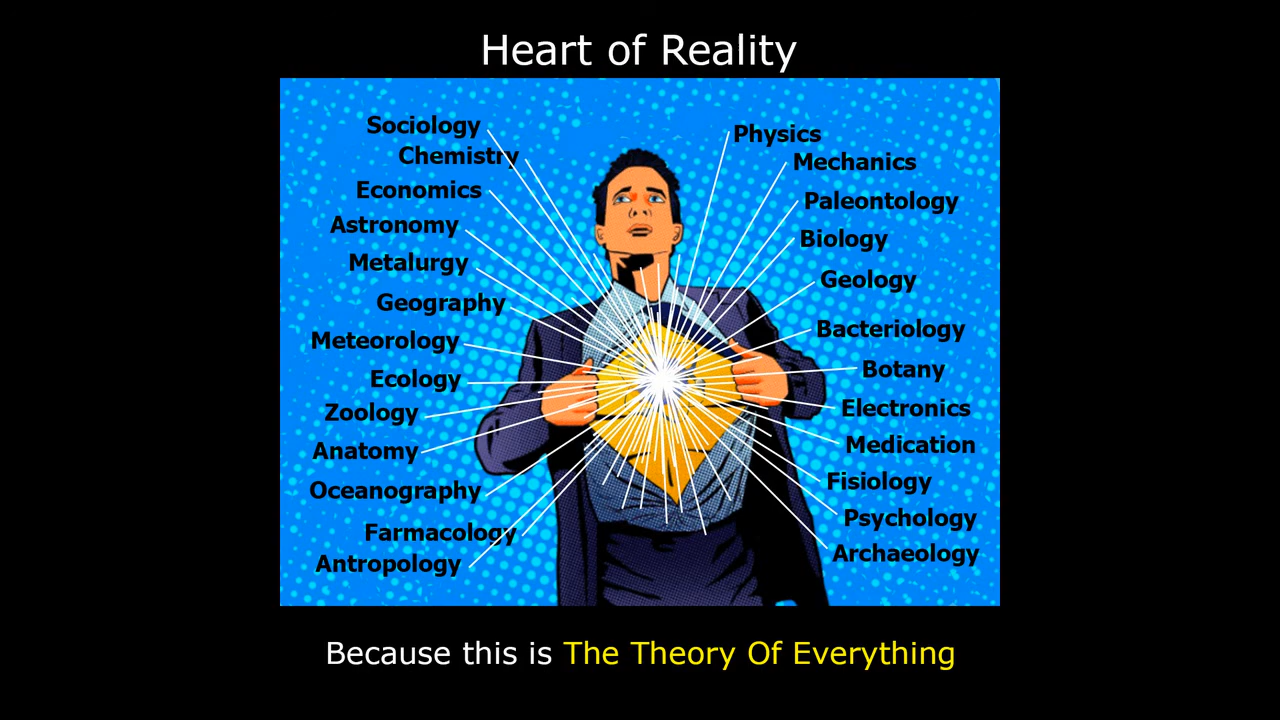 Heart of Reality
Sociology
Chemistry
Economics
Astronomy
Metalurgy
Geography
Meteorology
Ecology
Zoology
Anatomy
Oceanography
Farmacology
Antropology
Physics
Mechanics
Paleontology
Biology
Geology
Bacteriology
Botany
Electronics
Medication
Fisiology
Psychology
Archaeology
Because this is The Theory Of Everything